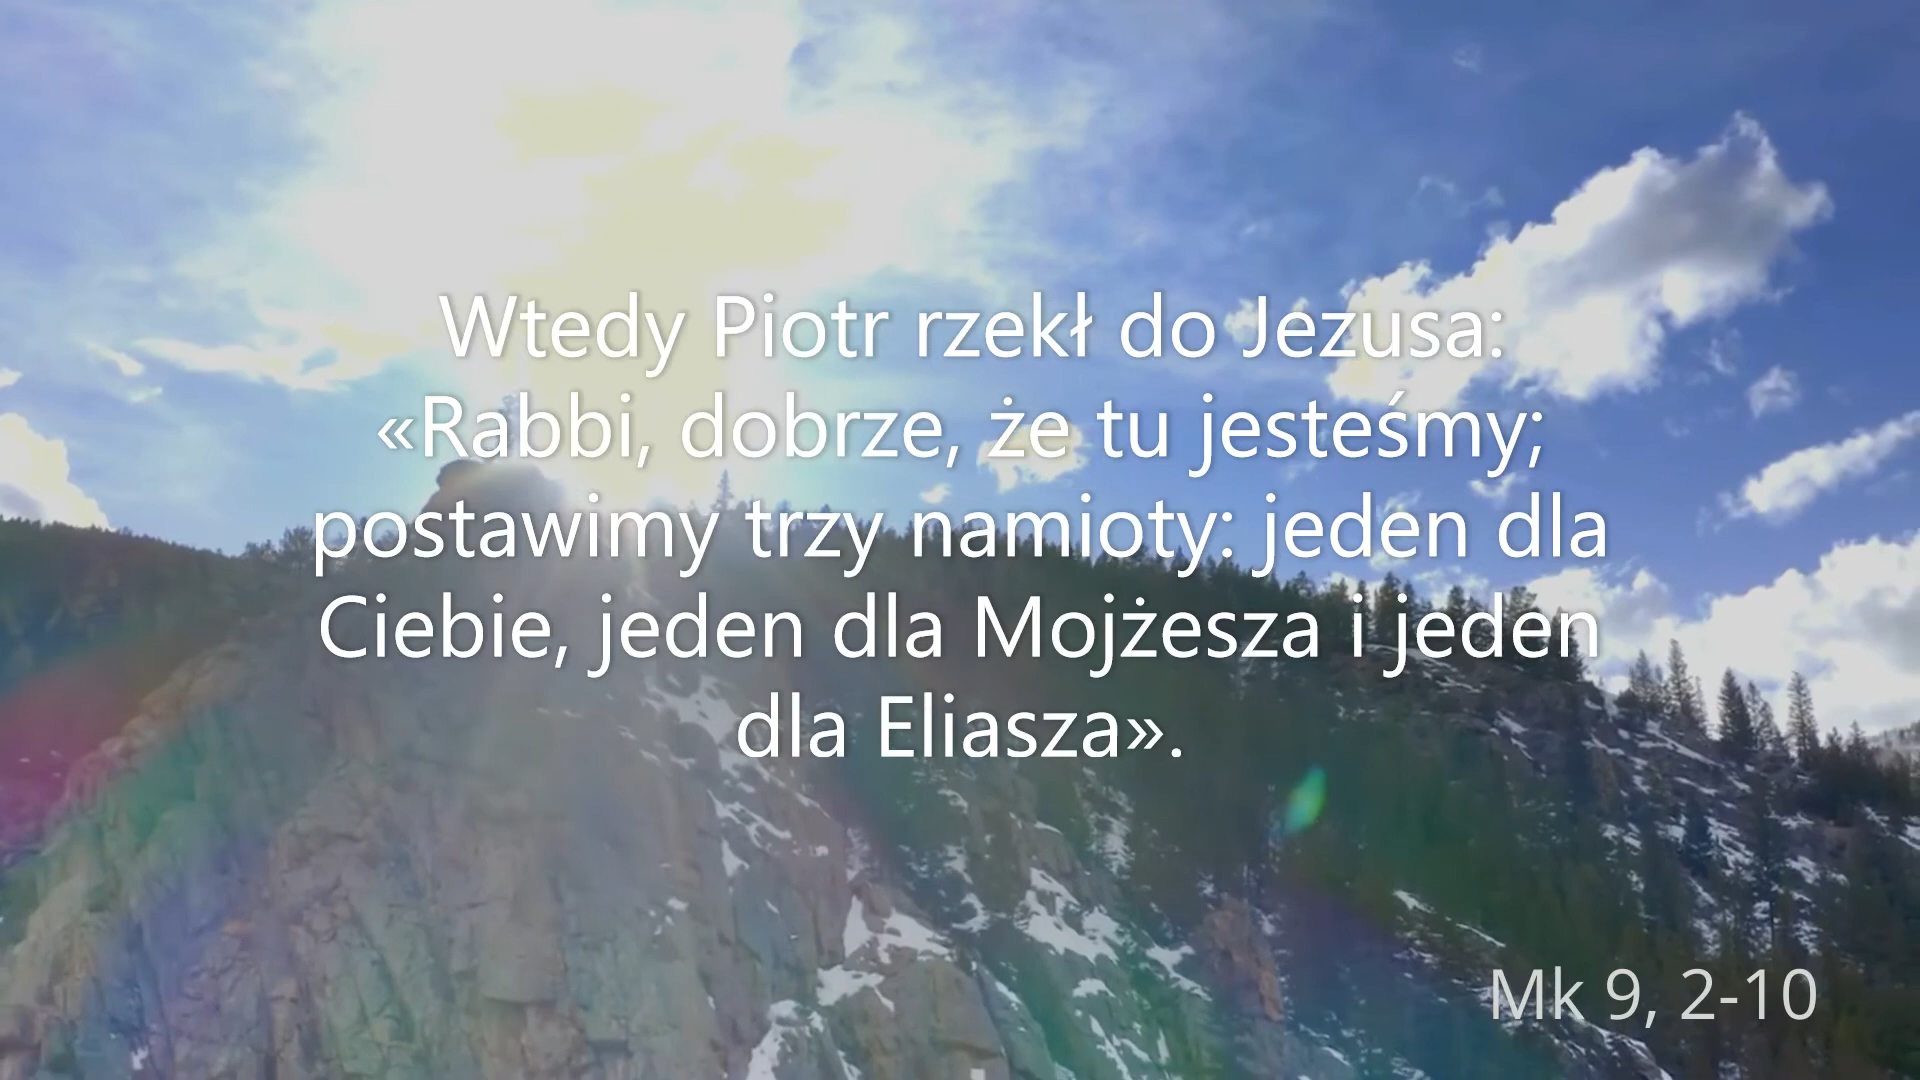 Wtedy Piotr rzekł do Jezusa:
«Rabbi, dobrze, że tu jesteśmy;
postawimy trzy namioty: jeden dla
Ciebie, jeden dla Mojżesza i jeden
dla Eliasza».
Mk 9, 2-10